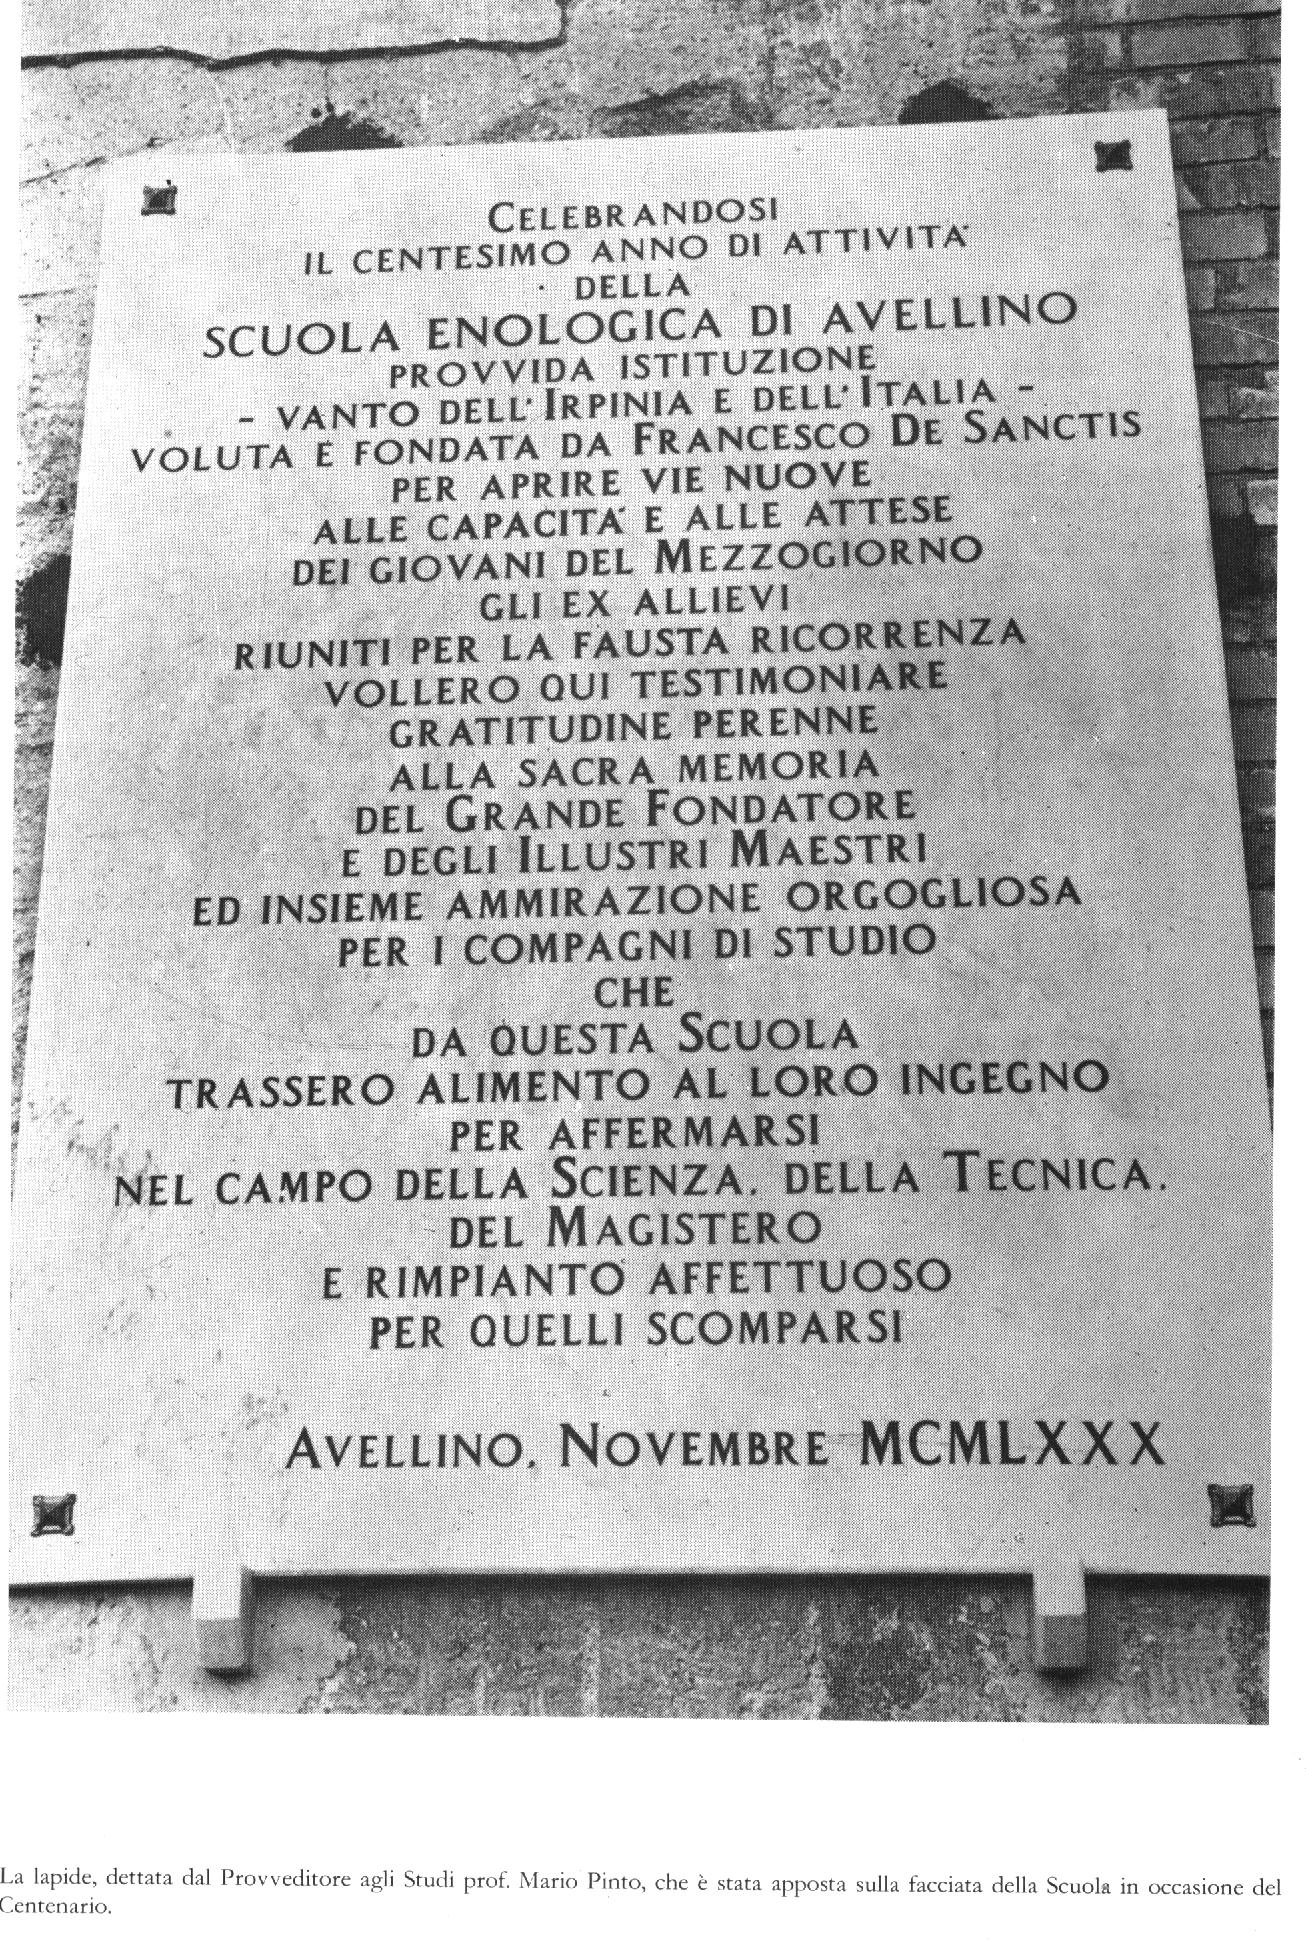 CELEBRANDOSI
IL CENTESIMO ANNO DI ATTIVITA'
DELLA
SCUOLA ENOLOGICA DI AVELLINO
PROVVIDA ISTITUZIONE
- VANTO DELL'IRPINIA E DELL'ITALIA -
VOLUTA E FONDATA DA FRANCESCO DE SANCTIS
PER APRIRE VIE NUOVE
ALLE CAPACITA' E ALLE ATTESE
DEI GIOVANI DEL MEZZOGIORNO
GLI EX ALLIEVI
RIUNITI PER LA FAUSTA RICORRENZA
VOLLERO QUI TESTIMONIARE
GRATITUDINE PERENNE
ALLA SACRA MEMORIA
DEL GRANDE FONDATORE
E DEGLI ILLUSTRI MAESTRI
ED INSIEME AMMIRAZIONE ORGOGLIOSA
PER I COMPAGNI DI STUDIO
CHE
DA QUESTA SCUOLA
TRASSERO ALIMENTO AL LORO INGEGNO
PER AFFERMARSI
NEL CAMPO DELLA SCIENZA, DELLA TECNICA,
DEL MAGISTERO
E RIMPIANTO AFFETTUOSO
PER QUELLI SCOMPARSI
AVELLINO, NOVEMBRE MCMLXXX
La lapide, dettata dal Provveditore agli Studi prof. Mario Pinto, che è stata apposta sulla facciata della Scuola in occasione del
Centenario.